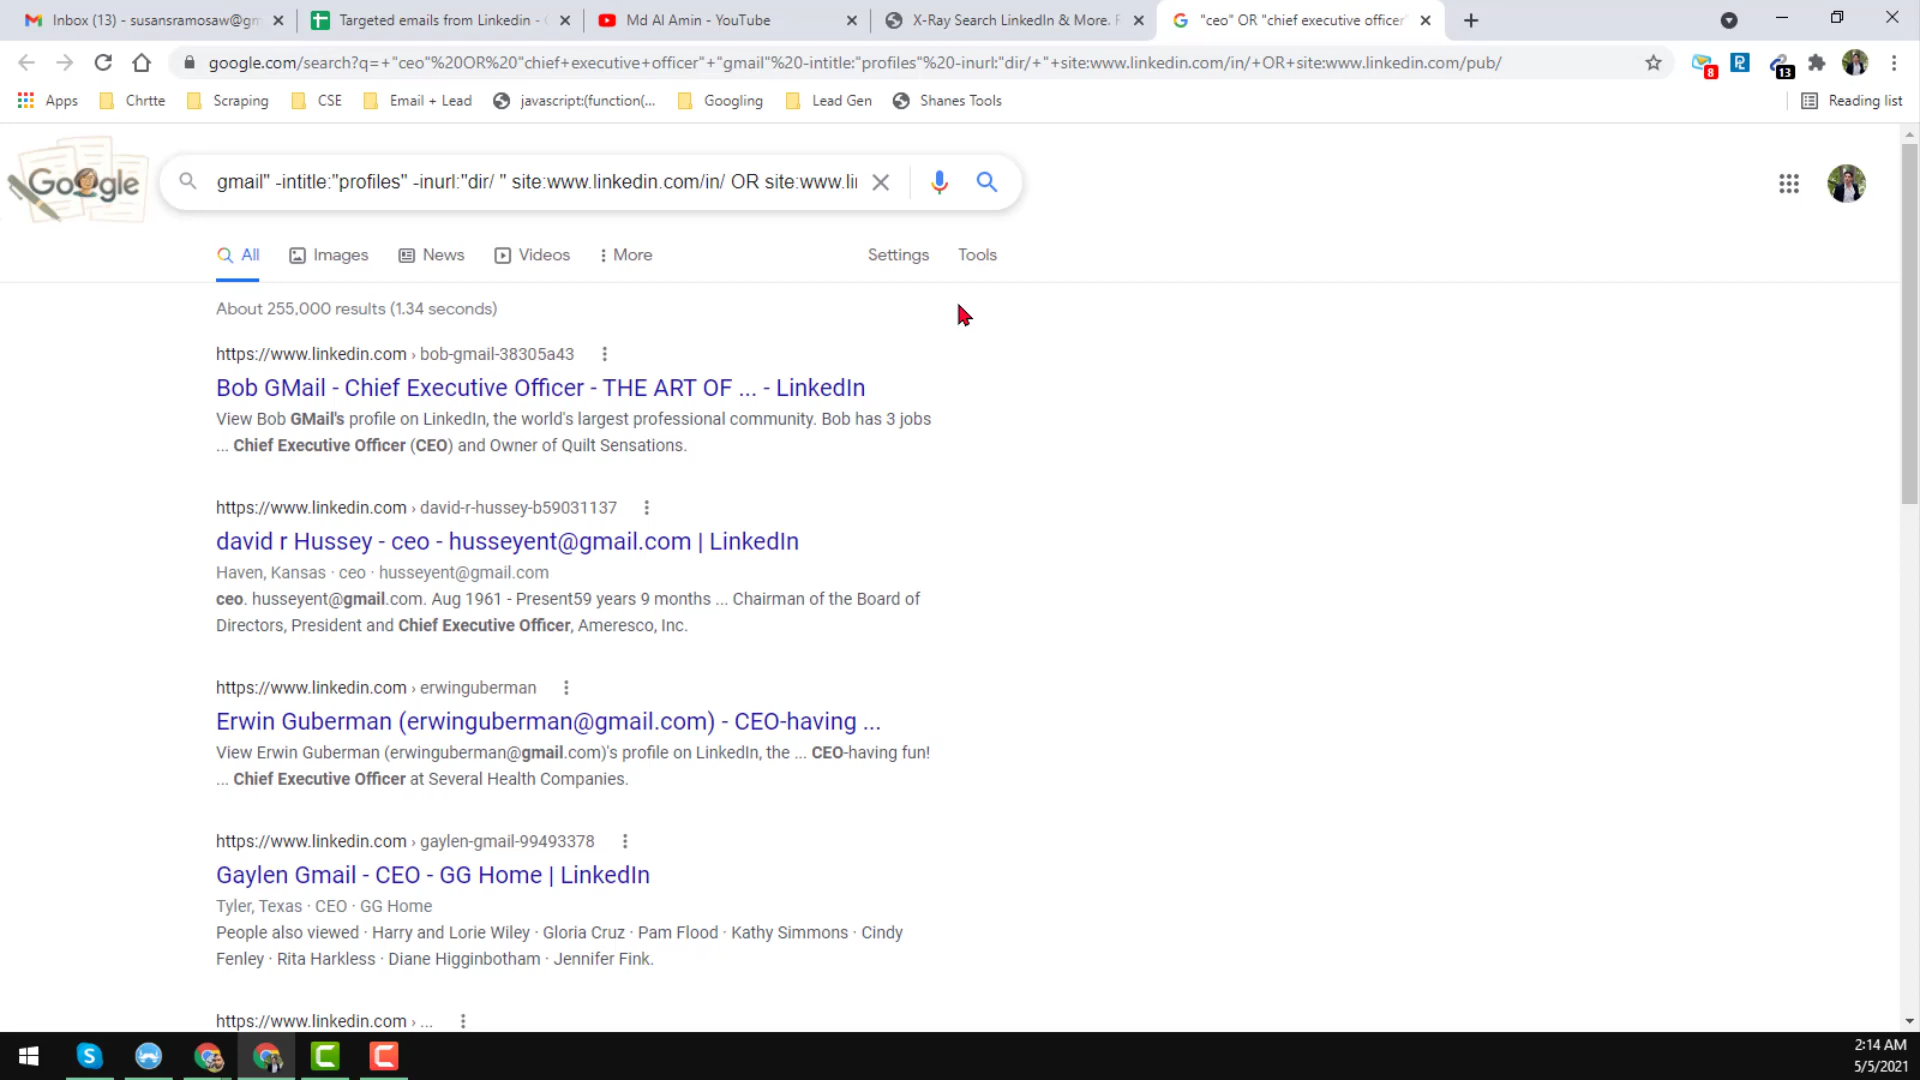 Inbox (13) - susansramosaw@gm
Targeted emails from Linkedin -
Md Al Amin - YouTube
X-Ray Search LinkedIn & More.
"ceo" OR "chief executive officer"
google.com/search?q=+"ceo"%20OR%20"chief+executive+officer"+"gmail"%20-intitle:"profiles"%20-inurl:"dir/+"+site:www.linkedin.com/in/+OR+site:www.linkedin.com/pub/
8
13
Apps
Chrtte
Scraping
CSE
Email + Lead
javascript:(function(...
Googling
Lead Gen
Shanes Tools
Reading list
Google
gmail" -intitle:"profiles" -inurl:"dir/ " site:www.linkedin.com/in/ OR site:www.li
All
Images
News
Videos
More
Settings
Tools
About 255,000 results (1.34 seconds)
https://www.linkedin.com › bob-gmail-38305a43
Bob GMail - Chief Executive Officer - THE ART OF ... - LinkedIn
View Bob GMail's profile on LinkedIn, the world's largest professional community. Bob has 3 jobs
... Chief Executive Officer (CEO) and Owner of Quilt Sensations.
https://www.linkedin.com › david-r-hussey-b59031137
david r Hussey - ceo - husseyent@gmail.com | LinkedIn
Haven, Kansas · ceo · husseyent@gmail.com
ceo. husseyent@gmail.com. Aug 1961 - Present59 years 9 months ... Chairman of the Board of
Directors, President and Chief Executive Officer, Ameresco, Inc.
https://www.linkedin.com › erwinguberman
Erwin Guberman (erwinguberman@gmail.com) - CEO-having ...
View Erwin Guberman (erwinguberman@gmail.com)'s profile on LinkedIn, the ... CEO-having fun!
... Chief Executive Officer at Several Health Companies.
https://www.linkedin.com › gaylen-gmail-99493378
Gaylen Gmail - CEO - GG Home | LinkedIn
Tyler, Texas · CEO · GG Home
People also viewed · Harry and Lorie Wiley · Gloria Cruz · Pam Flood · Kathy Simmons · Cindy
Fenley · Rita Harkless · Diane Higginbotham · Jennifer Fink.
https://www.linkedin.com › ...
2:14 AM
5/5/2021